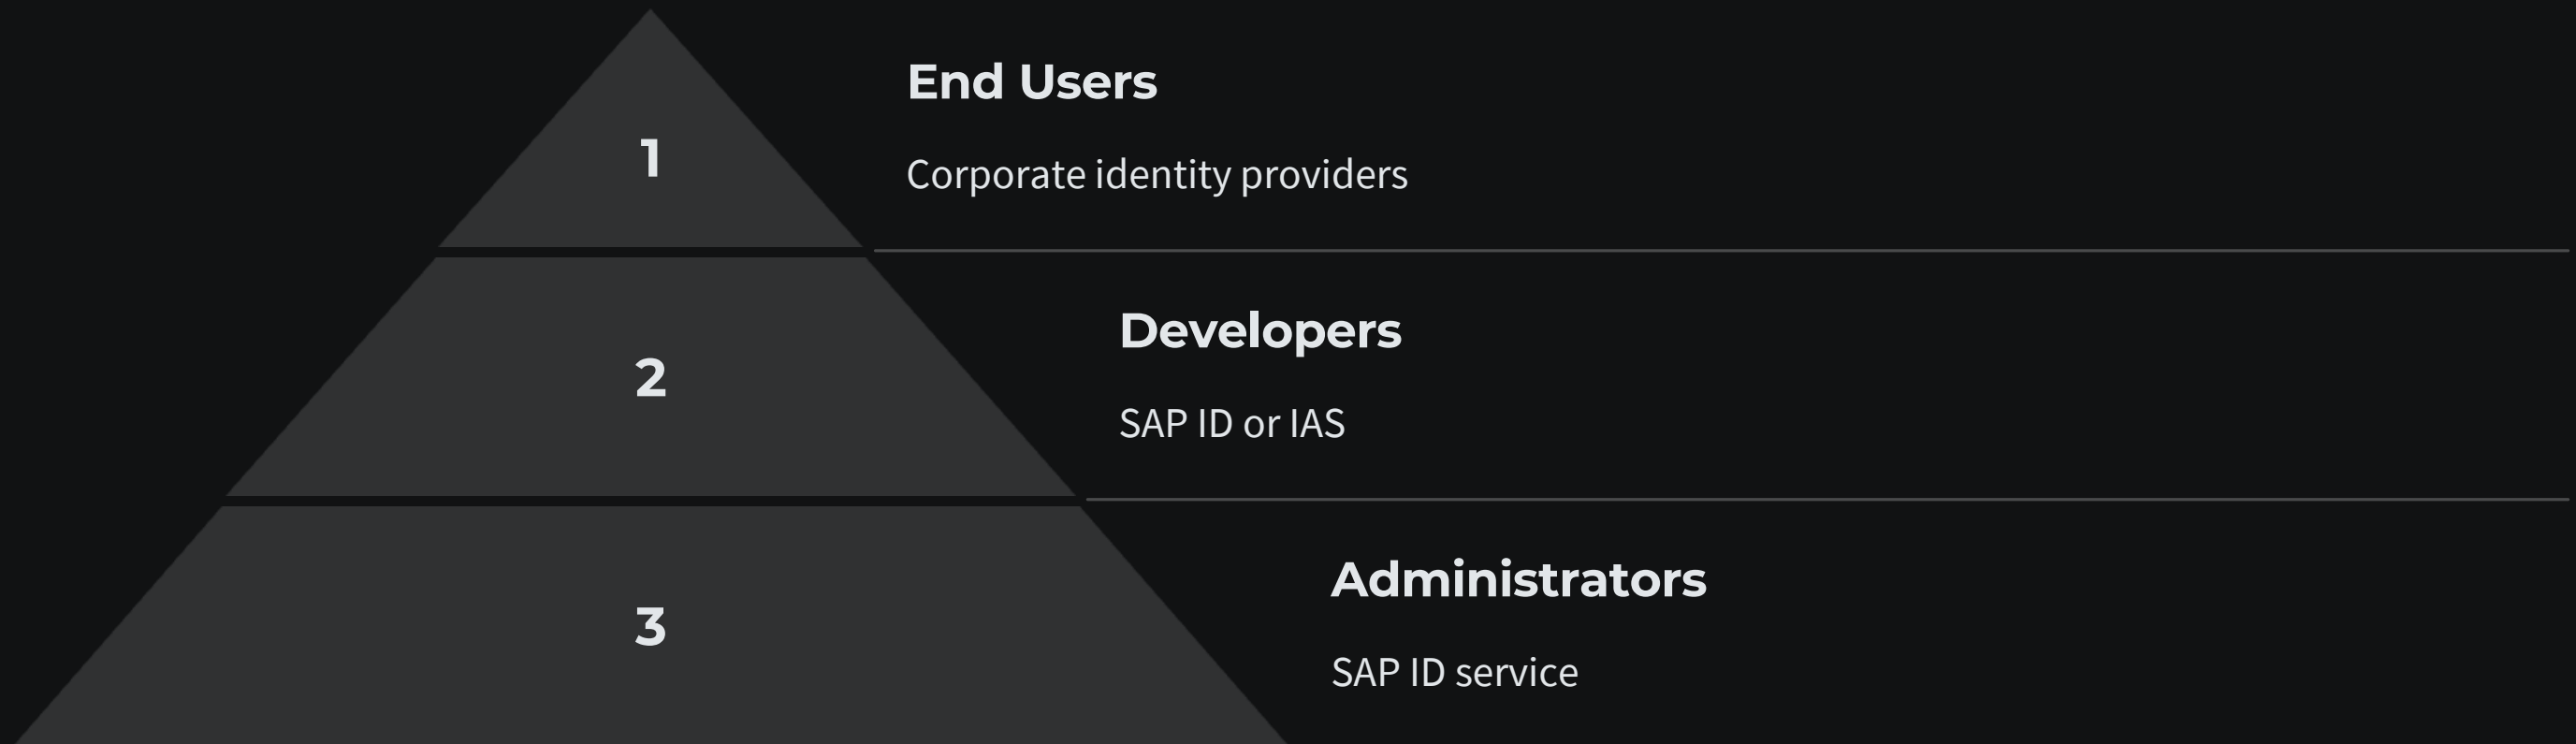 1
End Users
Corporate identity providers
2
Developers
SAP ID or IAS
3
Administrators
SAP ID service